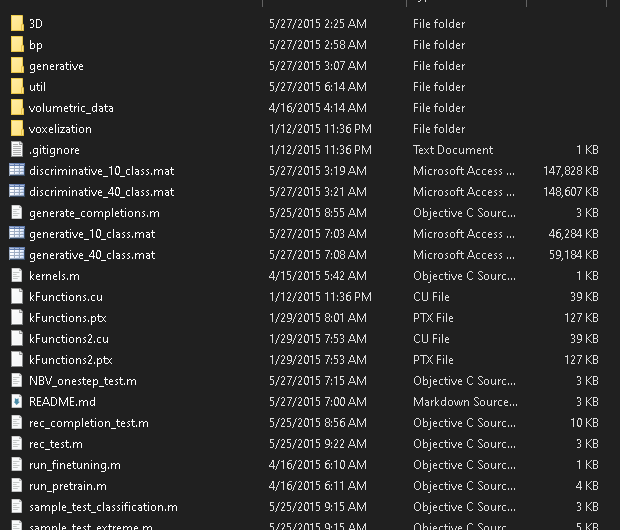 3D 5/27/2015 2:25 AM File folder
bp 5/27/2015 2:58 AM File folder
generative 5/27/2015 3:07 AM File folder
util 5/27/2015 6:14 AM File folder
volumetric_data 4/16/2015 4:14 AM File folder
voxelization 1/12/2015 11:36 PM File folder
.gitignore 1/12/2015 11:36 PM Text Document 1 KB
discriminative_10_class.mat 5/27/2015 3:19 AM Microsoft Access ... 147,828 KB
discriminative_40_class.mat 5/27/2015 3:21 AM Microsoft Access ... 148,607 KB
generate_completions.m 5/25/2015 8:55 AM Objective C Sourc... 3 KB
generative_10_class.mat 5/27/2015 7:03 AM Microsoft Access ... 46,284 KB
generative_40_class.mat 5/27/2015 7:08 AM Microsoft Access ... 59,184 KB
kernels.m 4/15/2015 5:42 AM Objective C Sourc... 1 KB
kFunctions.cu 1/12/2015 11:36 PM CU File 39 KB
kFunctions.ptx 1/29/2015 8:01 AM PTX File 127 KB
kFunctions2.cu 1/29/2015 7:53 AM CU File 39 KB
kFunctions2.ptx 1/29/2015 7:53 AM PTX File 127 KB
NBV_onestep_test.m 5/27/2015 7:15 AM Objective C Sourc... 3 KB
README.md 5/27/2015 7:00 AM Markdown Source... 3 KB
rec_completion_test.m 5/25/2015 8:56 AM Objective C Sourc... 10 KB
rec_test.m 5/25/2015 9:22 AM Objective C Sourc... 3 KB
run_finetuning.m 4/16/2015 6:10 AM Objective C Sourc... 1 KB
run_pretrain.m 4/16/2015 6:11 AM Objective C Sourc... 4 KB
sample_test_classification.m 5/25/2015 9:15 AM Objective C Sourc... 3 KB
sample_test_extreme.m 5/25/2015 9:15 AM Objective C Sourc... 5 KB